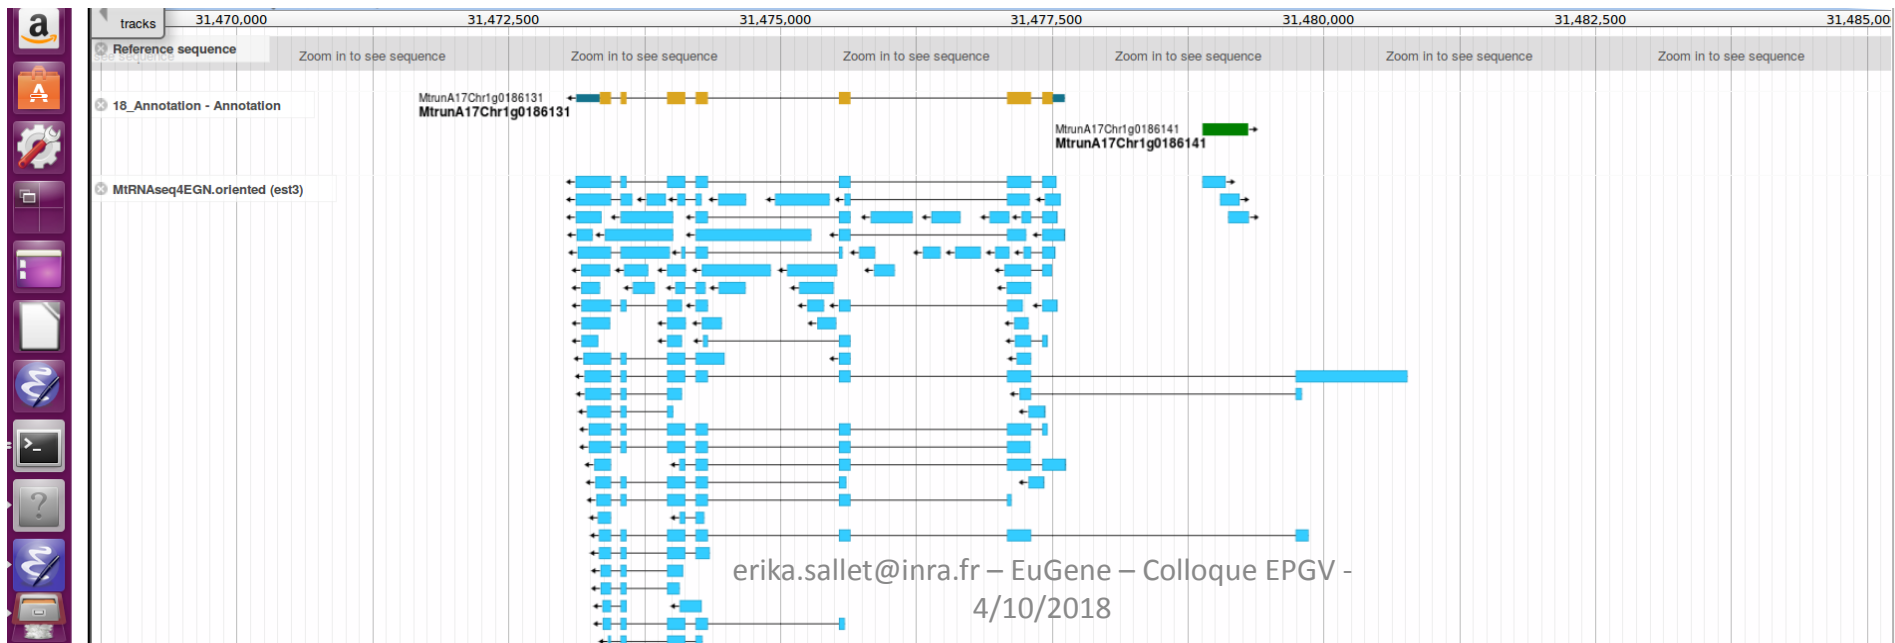 tracks
31,470,000 31,472,500 31,475,000 31,477,500 31,480,000 31,482,500 31,485,00
Reference sequence
see sequence Zoom in to see sequence Zoom in to see sequence Zoom in to see sequence Zoom in to see sequence Zoom in to see sequence Zoom in to see sequence
18_Annotation - Annotation
MtrunA17Chr1g0186131
MtrunA17Chr1g0186131
MtrunA17Chr1g0186141
MtrunA17Chr1g0186141
MtRNAseq4EGN.oriented (est3)
erika.sallet@inra.fr – EuGene – Colloque EPGV -
4/10/2018